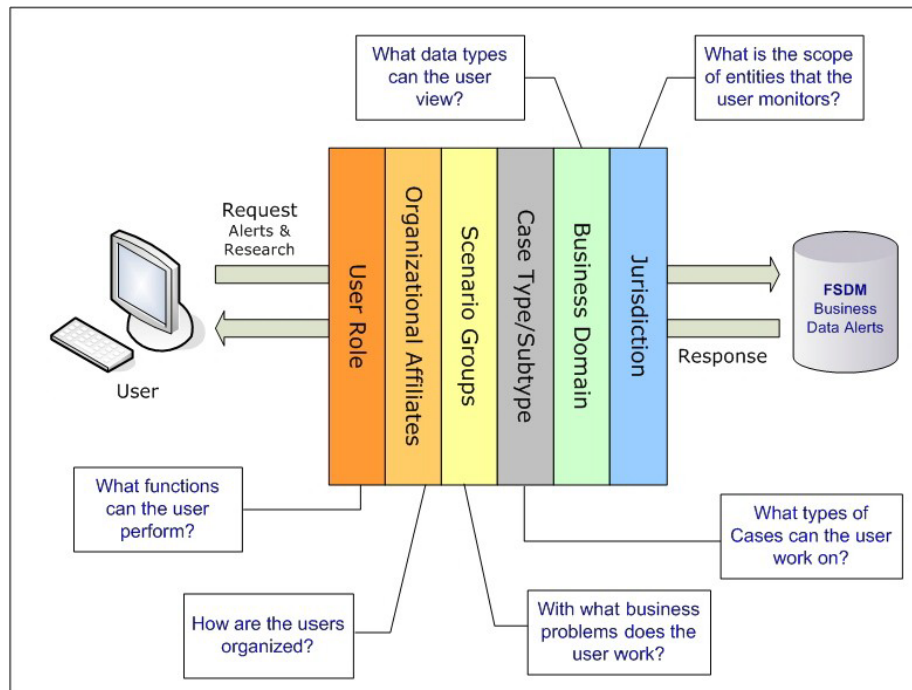 What data types
can the user
view?
What is the scope
of entities that the
user monitors?
Request
Alerts &
Research
User
User Role
Organizational Affiliates
Scenario Groups
Case Type/Subtype
Business Domain
Jurisdiction
FSDM
Business
Data Alerts
Response
What functions
can the user
perform?
How are the users
organized?
With what business
problems does the
user work?
What types of
Cases can the user
work on?